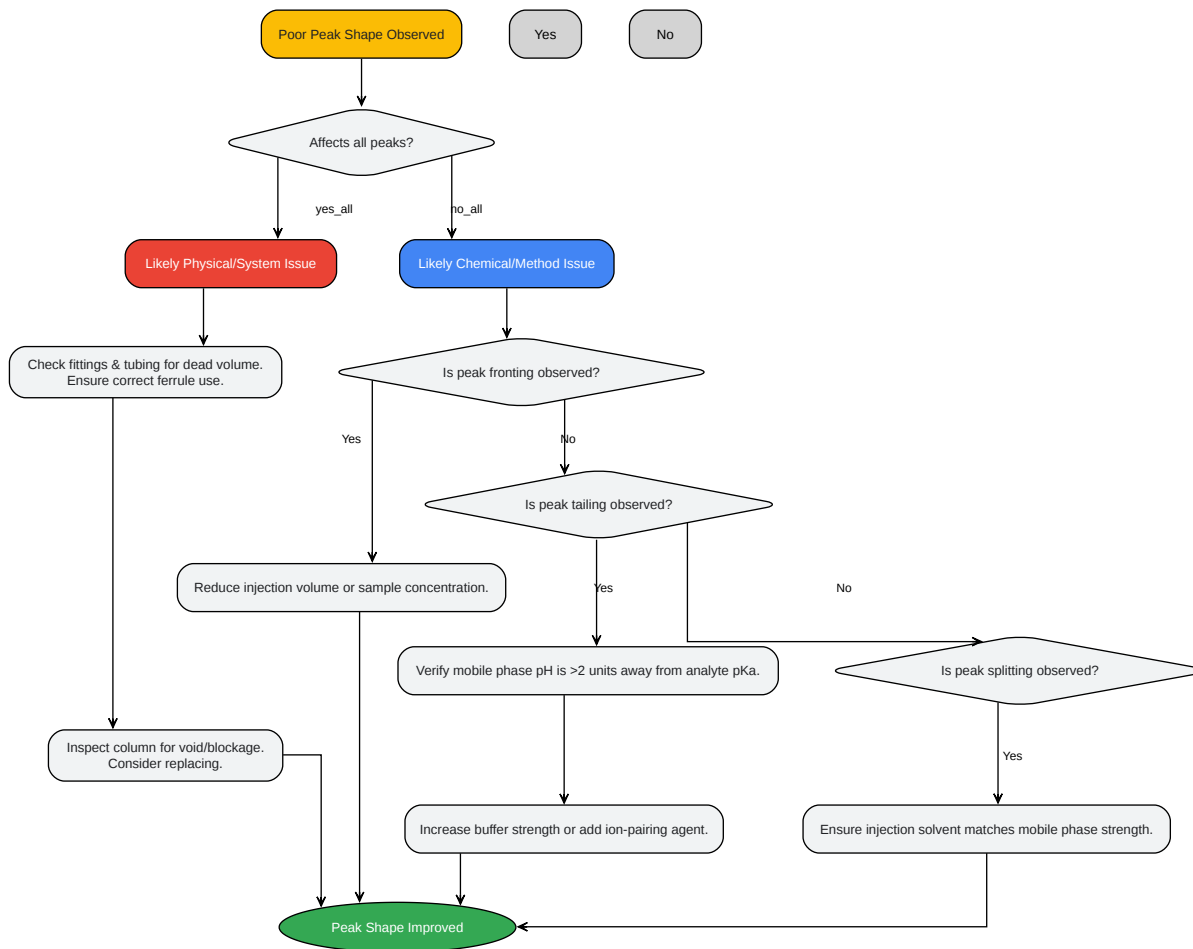 Poor Peak Shape Observed
Yes
No
Affects all peaks?
yes_all
no_all
Likely Physical/System Issue
Likely Chemical/Method Issue
Check fittings & tubing for dead volume.
Ensure correct ferrule use.
Is peak fronting observed?
Yes
No
Is peak tailing observed?
Reduce injection volume or sample concentration.
Yes
No
Verify mobile phase pH is >2 units away from analyte pKa.
Is peak splitting observed?
Inspect column for void/blockage.
Consider replacing.
Yes
Increase buffer strength or add ion-pairing agent.
Ensure injection solvent matches mobile phase strength.
Peak Shape Improved